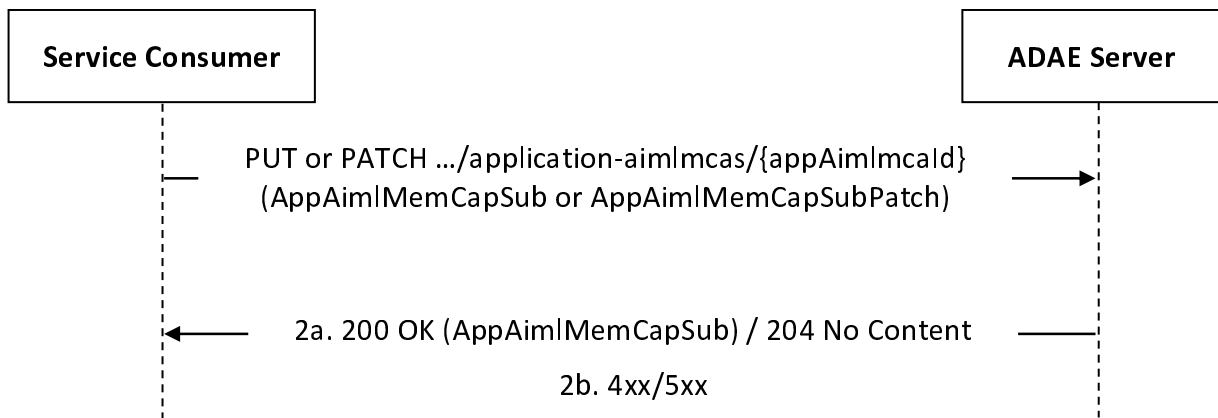 Service Consumer
ADAE Server
PUT or PATCH …/application-aimlmcas/{appAimlmcaId}
(AppAimlMemCapSub or AppAimlMemCapSubPatch)
2a. 200 OK (AppAimlMemCapSub) / 204 No Content
2b. 4xx/5xx